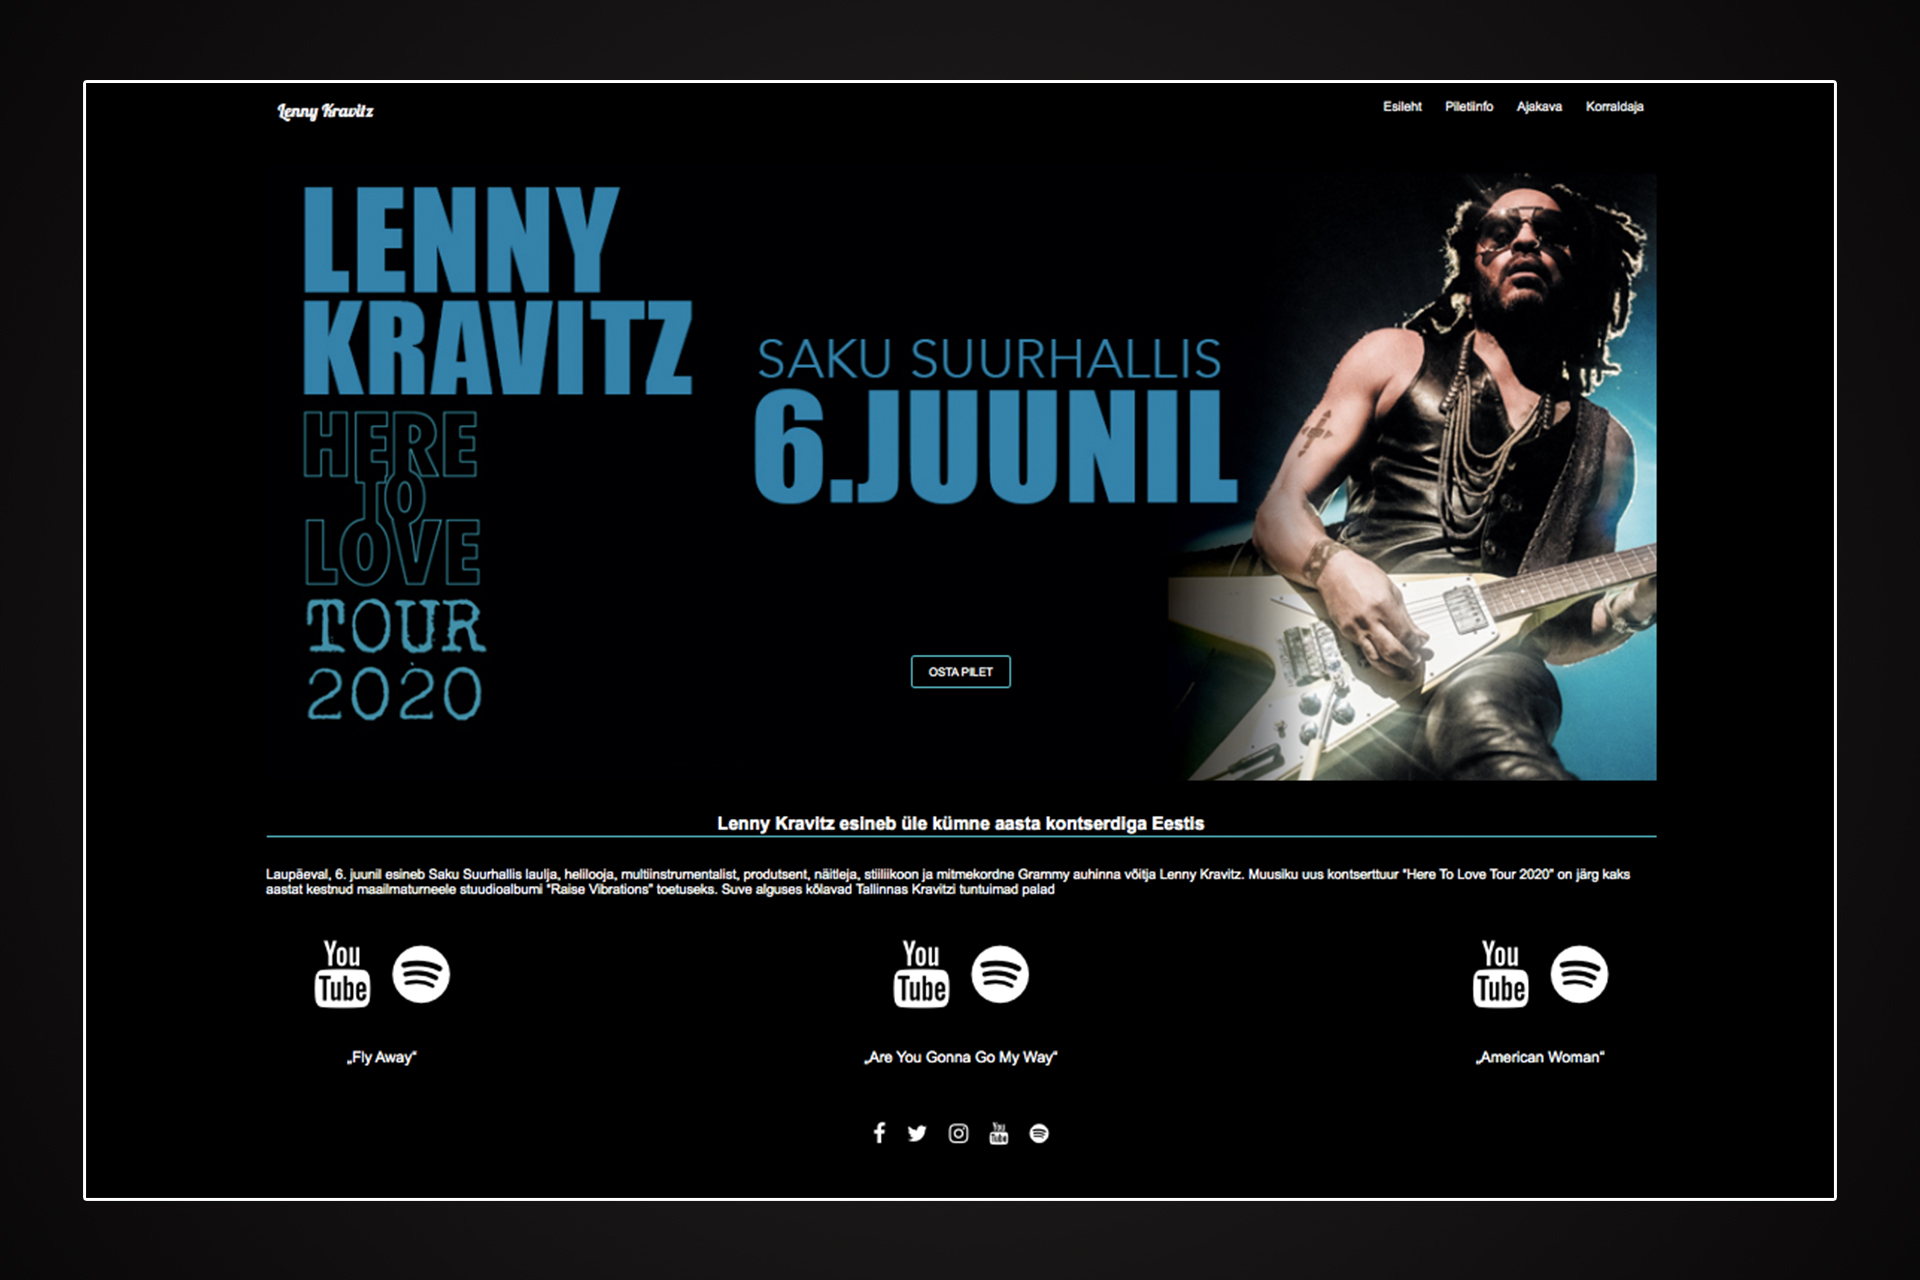 Lenny Kravitz
Esileht Piletiinfo Ajakava Korraldaja
LENNY
KRAVITZ
HERE
TO
LOVE
TOUR
2020
SAKU SUURHALLIS
6.JUUNIL
OSTA PILET
Lenny Kravitz esineb üle kümne aasta kontserdiga Eestis
Laupäeval, 6. juunil esineb Saku Suurhallis laulja, helilooja, multiinstrumentalist, produtsent, näitleja, stiiliikoon ja mitmekordne Grammy auhinna võitja Lenny Kravitz. Muusiku uus kontserttuur "Here To Love Tour 2020" on järg kaks
aastat kestnud maailmaturneele stuudioalbumi "Raise Vibrations" toetuseks. Suve alguses kõlavad Tallinnas Kravitzi tuntuimad palad
You Tube
You Tube
You Tube
„Fly Away“
„Are You Gonna Go My Way“
„American Woman“
You Tube